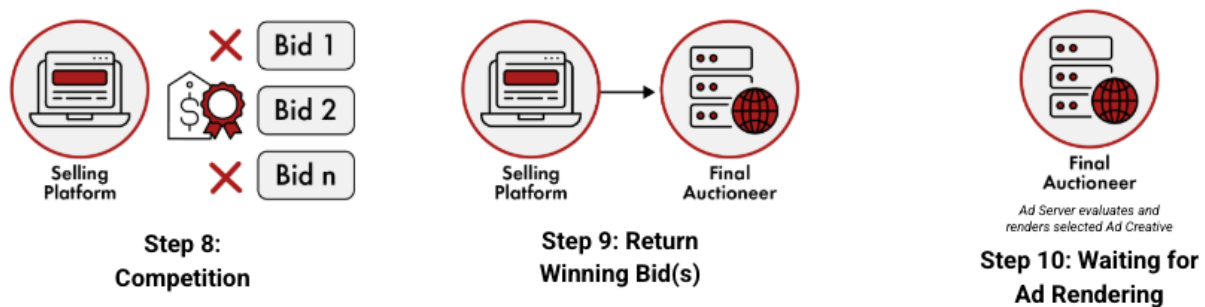 Bid 1
$
Bid 2
Bid n
Selling
Platform
Step 8:
Competition
Selling
Platform
Final
Auctioneer
Step 9: Return
Winning Bid(s)
Final
Auctioneer
Ad Server evaluates and
renders selected Ad Creative
Step 10: Waiting for
Ad Rendering